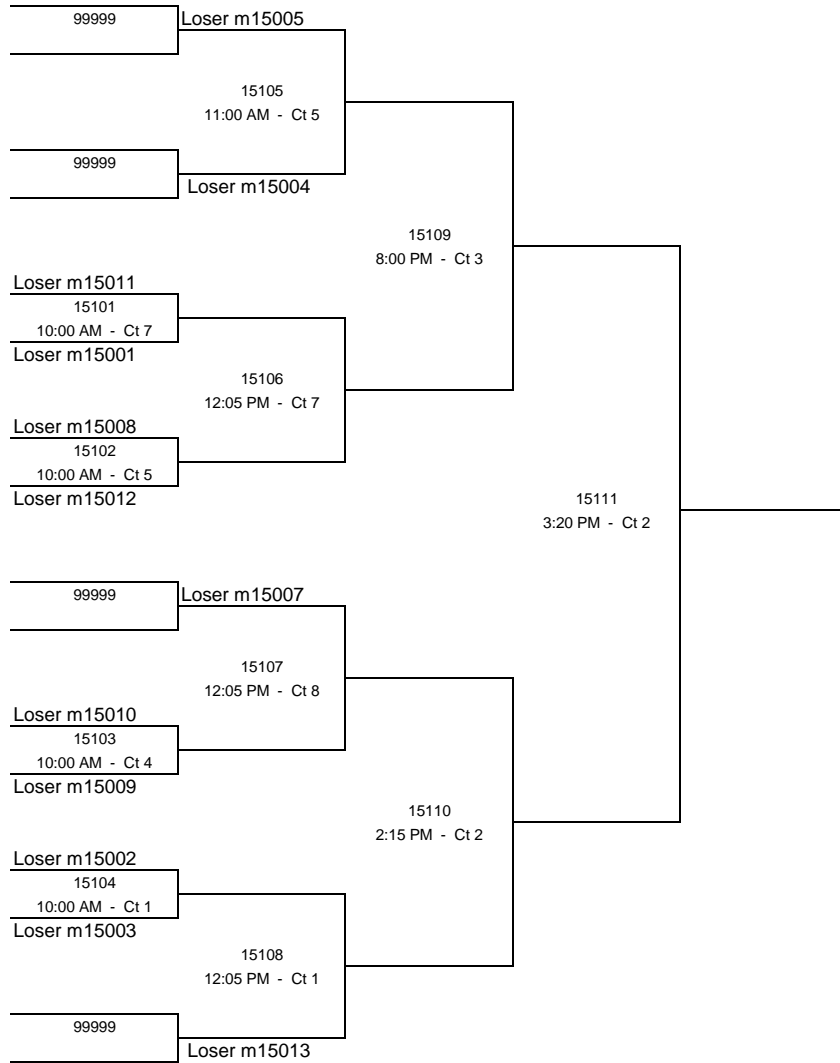 99999
Loser m15005
15105
11:00 AM - Ct 5
99999
Loser m15004
15109
8:00 PM - Ct 3
Loser m15011
15101
10:00 AM - Ct 7
Loser m15001
15106
12:05 PM - Ct 7
Loser m15008
15102
10:00 AM - Ct 5
Loser m15012
15111
3:20 PM - Ct 2
99999
Loser m15007
15107
12:05 PM - Ct 8
Loser m15010
15103
10:00 AM - Ct 4
Loser m15009
15110
2:15 PM - Ct 2
Loser m15002
15104
10:00 AM - Ct 1
Loser m15003
15108
12:05 PM - Ct 1
99999
Loser m15013